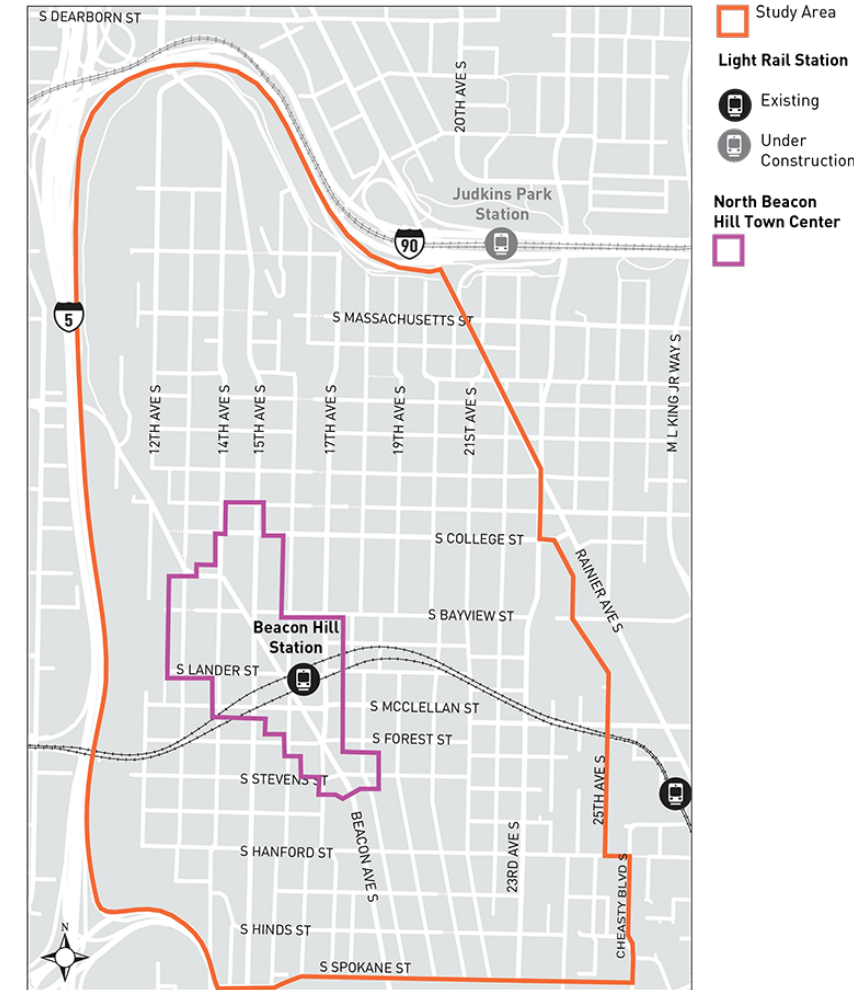 S DEARBORN ST
Study Area
Light Rail Station
Existing
Under
Construction
North Beacon
Hill Town Center
20TH AVE S
Judkins Park
Station
90
5
S MASSACHUSETTS ST
M L KING JR WAY S
12TH AVE S
14TH AVE S
15TH AVE S
17TH AVE S
19TH AVE S
21ST AVE S
S COLLEGE ST
RAINIER AVE S
S BAYVIEW ST
Beacon Hill
Station
S LANDER ST
S MCCLELLAN ST
S FOREST ST
S STEVENS ST
25TH AVE S
BEACON AVE S
23RD AVE S
S HANFORD ST
CHEASTY BLVD S
S HINDS ST
N
S SPOKANE ST